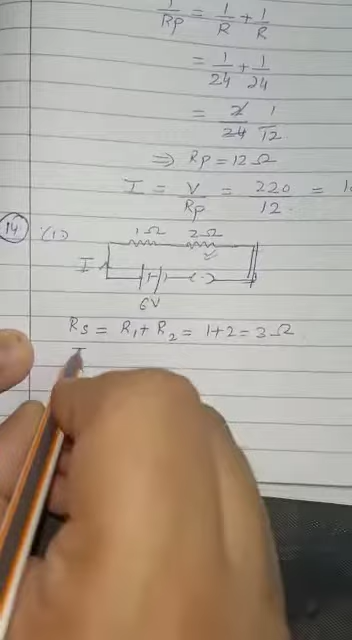 1/Rp = 1/R + 1/R
= 1/24 + 1/24
= 2/24 1/12
⇒ Rp = 12 Ω
I = V/Rp = 220/12 =
14. (i)
1Ω 2Ω
I
6V
Rs = R₁ + R₂ = 1+2 = 3 Ω